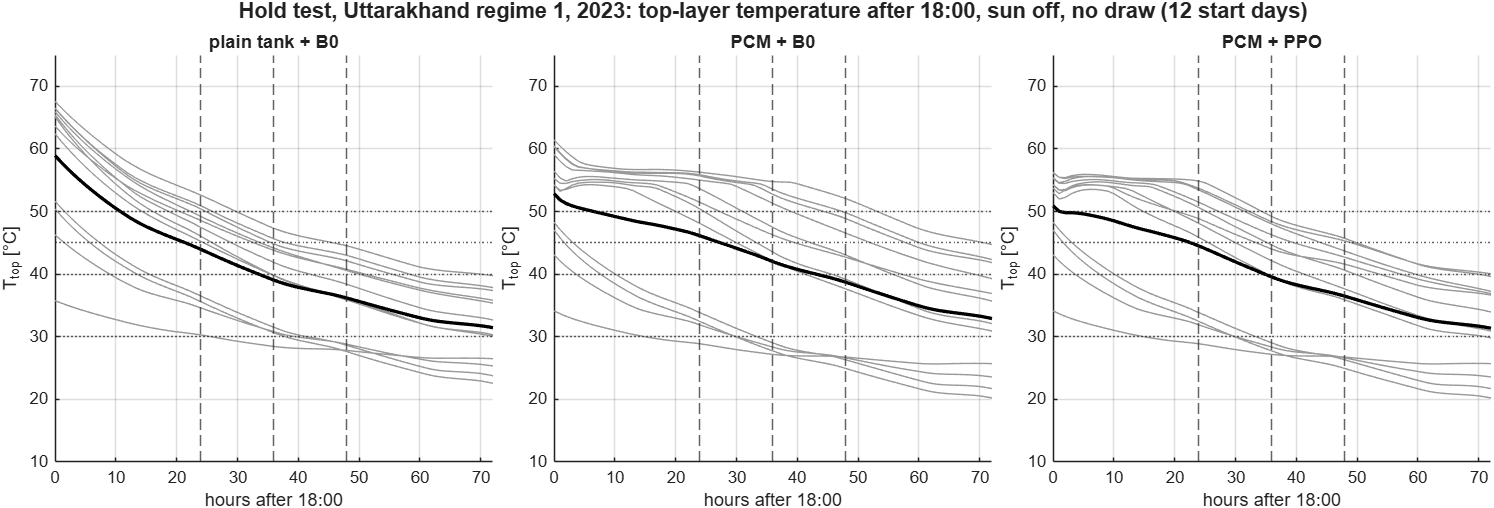 Hold test, Uttarakhand regime 1, 2023: top-layer temperature after 18:00, sun off, no draw (12 start days)
plain tank + B0
T_top [°C]
70
60
50
40
30
20
10
0 10 20 30 40 50 60 70
hours after 18:00
PCM + B0
T_top [°C]
70
60
50
40
30
20
10
0 10 20 30 40 50 60 70
hours after 18:00
PCM + PPO
T_top [°C]
70
60
50
40
30
20
10
0 10 20 30 40 50 60 70
hours after 18:00